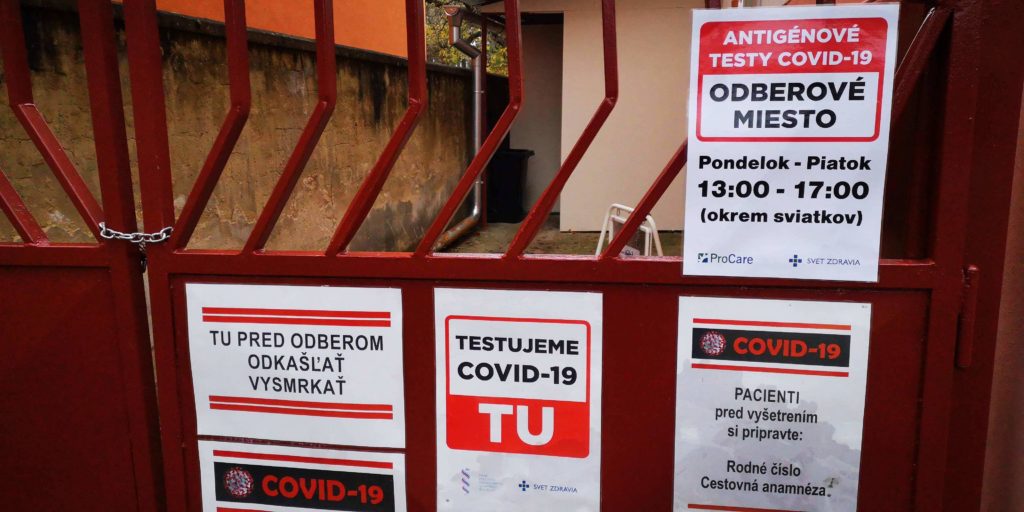 ANTIGÉNOVÉ
TESTY COVID-19
ODBEROVÉ
MIESTO
Pondelok - Piatok
13:00 - 17:00
(okrem sviatkov)
ProCare
SVET ZDRAVIA
TU PRED ODBEROM
ODKAŠĽAŤ
VYSMRKAŤ
TESTUJEME
COVID-19
TU
SVET ZDRAVIA
COVID-19
PACIENTI
pred vyšetrením
si pripravte:
Rodné číslo
Cestovná anamnéza
COVID-19